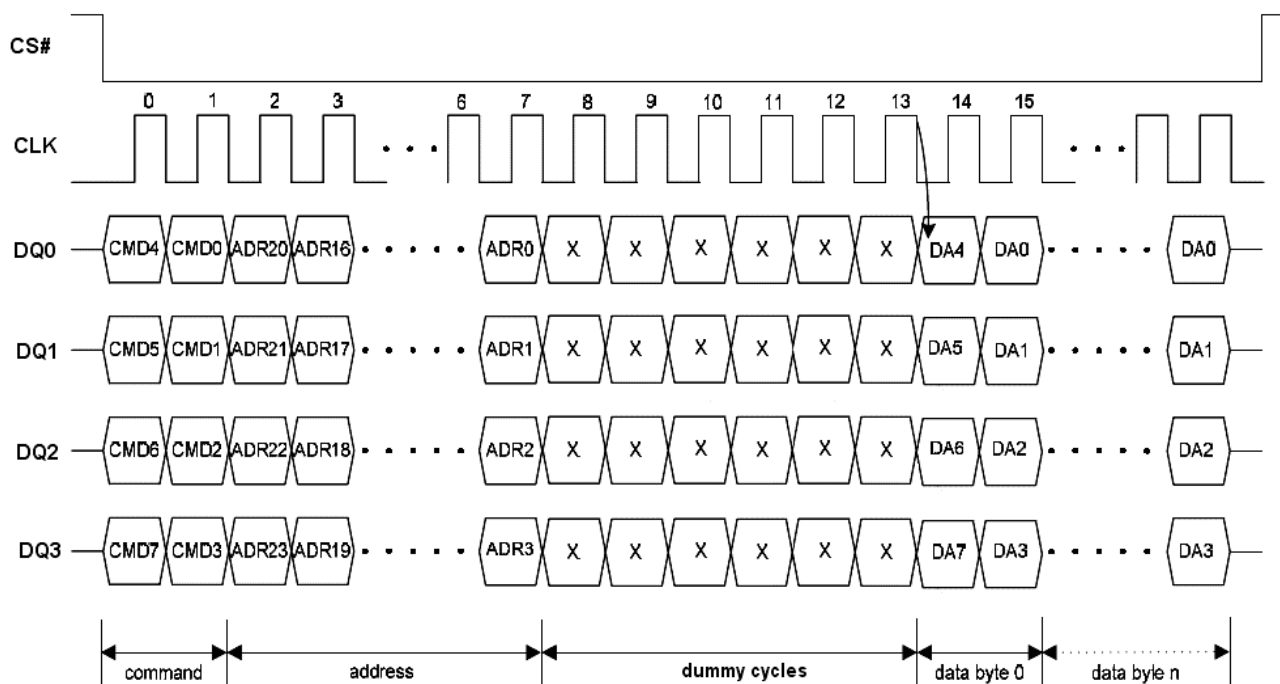 CS#
0 1 2 3 6 7 8 9 10 11 12 13 14 15
CLK
DQ0 CMD4 CMD0 ADR20 ADR16 ADR0 X X X X X X DA4 DA0 DA0
DQ1 CMD5 CMD1 ADR21 ADR17 ADR1 X X X X X X DA5 DA1 DA1
DQ2 CMD6 CMD2 ADR22 ADR18 ADR2 X X X X X X DA6 DA2 DA2
DQ3 CMD7 CMD3 ADR23 ADR19 ADR3 X X X X X X DA7 DA3 DA3
command address dummy cycles data byte 0 data byle n